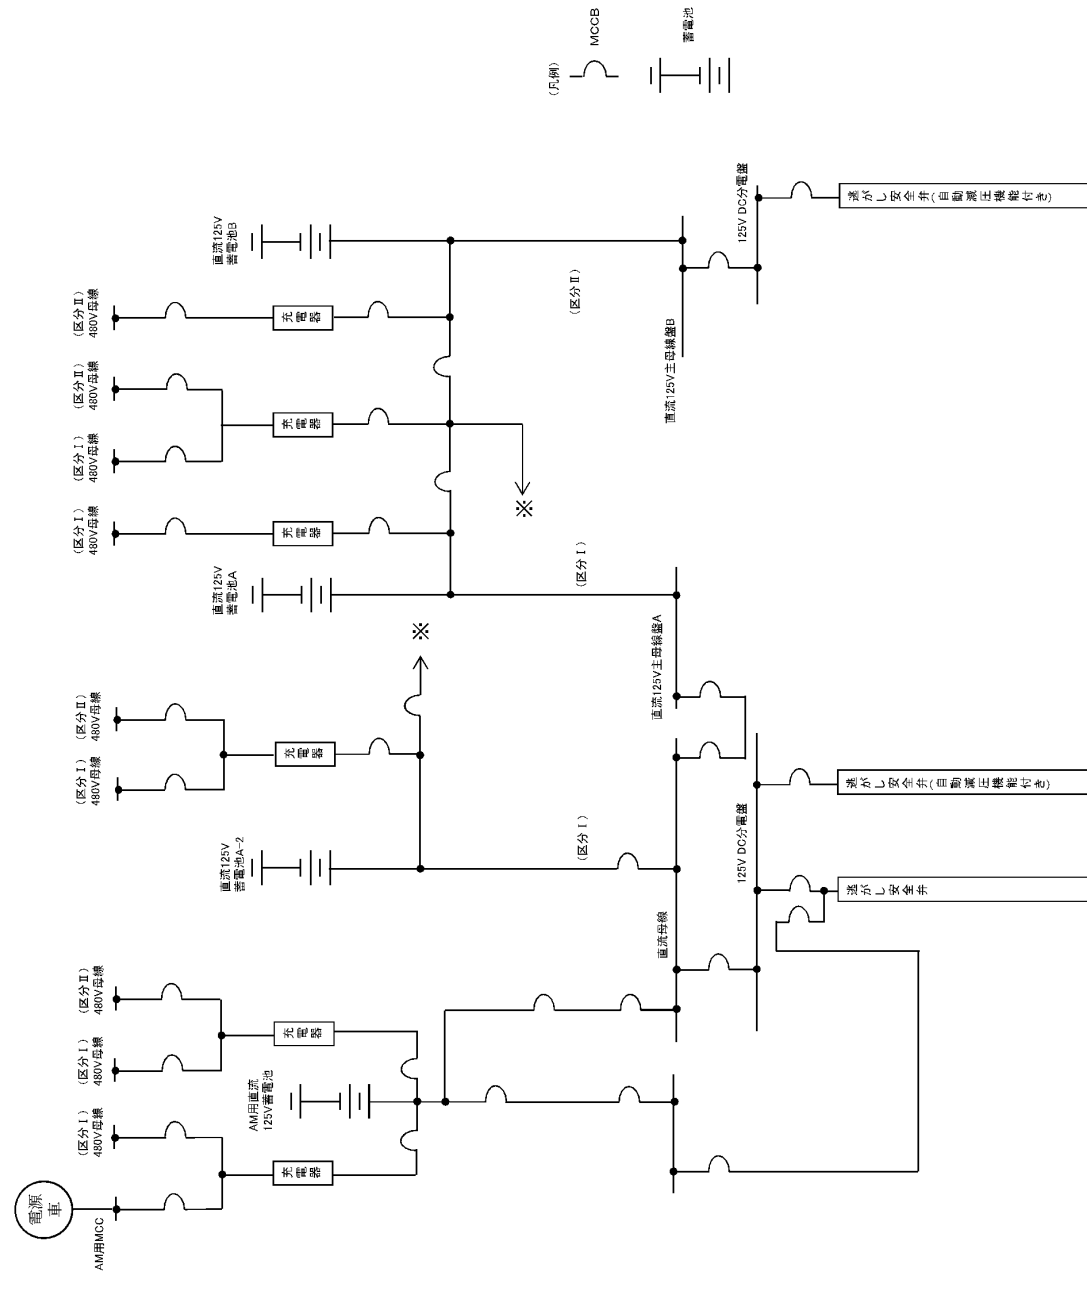 (凡例)
MCCB
蓄電池
電源
車
AM用MCC
(区分Ⅰ)
480V母線
(区分Ⅰ)
480V母線
(区分Ⅱ)
480V母線
(区分Ⅰ)
480V母線
(区分Ⅱ)
480V母線
(区分Ⅰ)
480V母線
(区分Ⅰ)
480V母線
(区分Ⅱ)
480V母線
(区分Ⅱ)
480V母線
充電器
充電器
充電器
充電器
充電器
充電器
AM用直流
125V蓄電池
直流125V
蓄電池A-2
直流125V
蓄電池A
直流125V
蓄電池B
※
※
(区分Ⅰ)
(区分Ⅰ)
(区分Ⅱ)
直流母線
直流125V主母線盤A
直流125V主母線盤B
125V DC分電盤
125V DC分電盤
逃がし安全弁
逃がし安全弁(自動減圧機能付き)
逃がし安全弁(自動減圧機能付き)